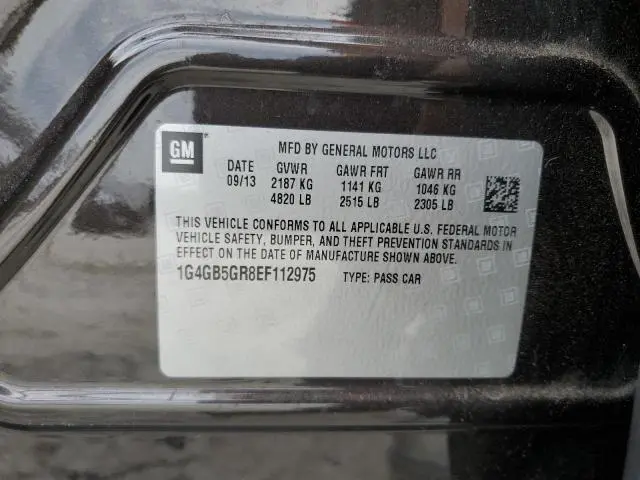 GM
MFD BY GENERAL MOTORS LLC
DATE GVWR GAWR FRT GAWR RR
09/13 2187 KG 1141 KG 1046 KG
4820 LB 2515 LB 2305 LB
THIS VEHICLE CONFORMS TO ALL APPLICABLE U.S. FEDERAL MOTOR
VEHICLE SAFETY, BUMPER, AND THEFT PREVENTION STANDARDS IN
EFFECT ON THE DATE OF MANUFACTURE SHOWN ABOVE.
1G4GB5GR8EF112975 TYPE: PASS CAR